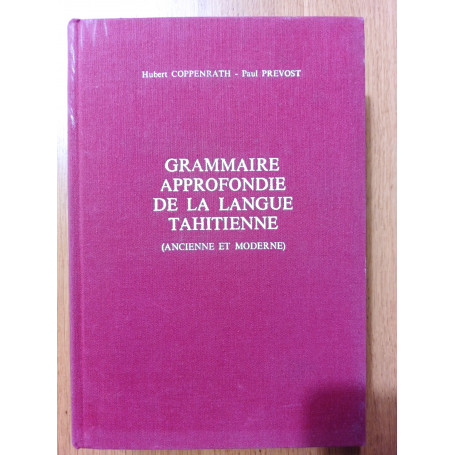 Hubert COPPENRATH - Paul PREVOST
GRAMMAIRE
APPROFONDIE
DE LA LANGUE
TAHITIENNE
(ANCIENNE ET MODERNE)